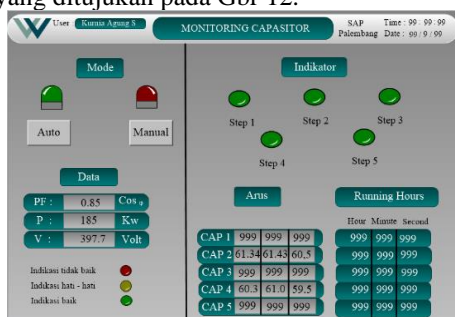 yang ditujukan pada Gbr 12.
User Kurnia Agung S MONITORING CAPASITOR SAP Time : 99 : 99 : 99
Palembang Date : 99 / 9 / 99
Mode Indikator
Auto Manual
Step 1 Step 2 Step 3
Step 4 Step 5
Data
PF : 0.85 Cos φ
P : 185 Kw
V : 397.7 Volt
Indikasi tidak baik
Indikasi hati - hati
Indikasi baik
Arus Running Hours
Hour Minute Second
CAP 1 999 999 999 999 999 999
CAP 2 61.34 61.43 60,5 999 999 999
CAP 3 999 999 999 999 999 999
CAP 4 60.3 61.0 59.5 999 999 999
CAP 5 999 999 999 999 999 999